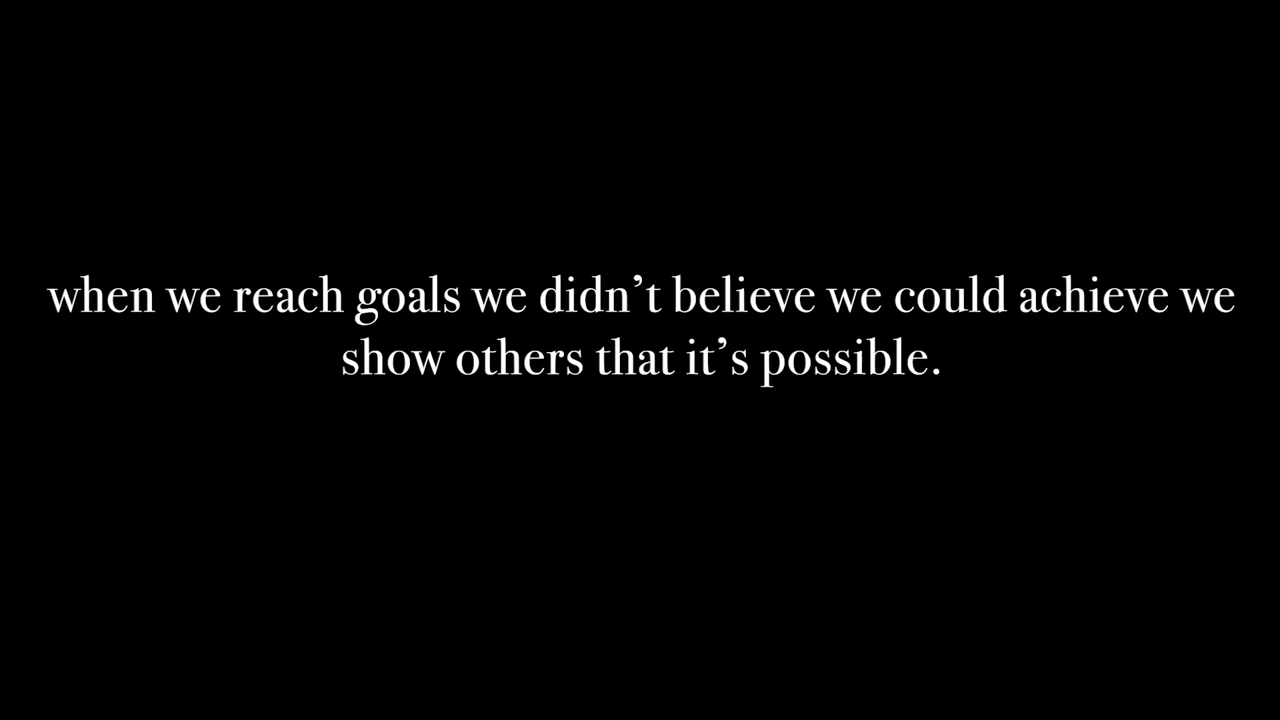 when we reach goals we didn’t believe we could achieve we
show others that it’s possible.